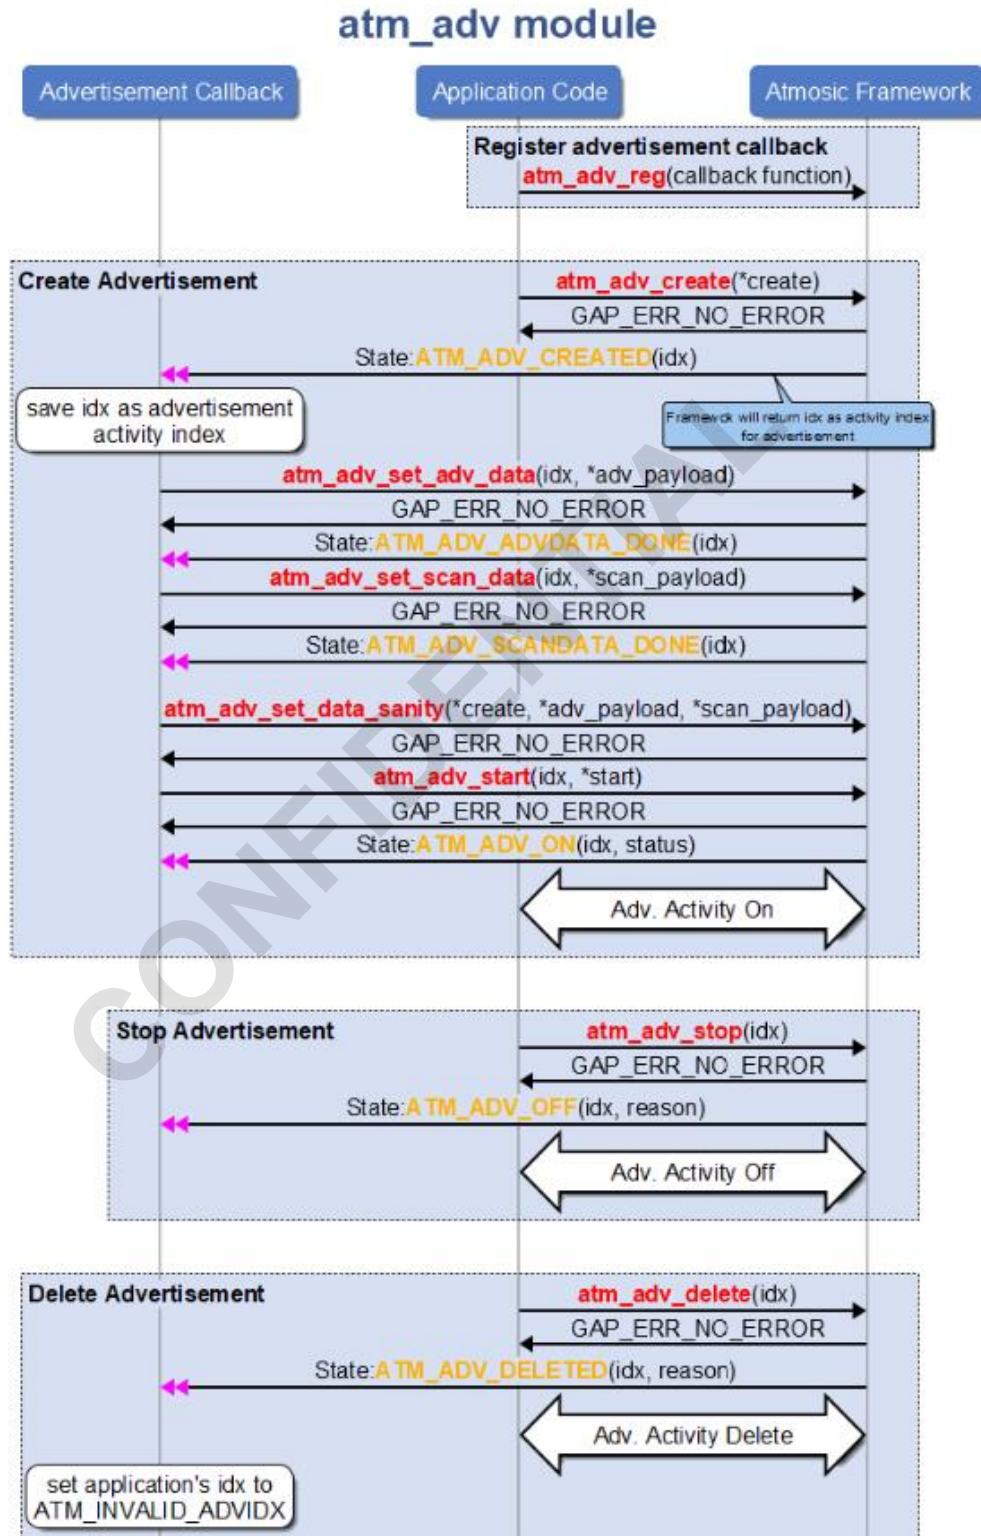 atm_adv module
Advertisement Callback
Application Code
Atmosic Framework
Register advertisement callback
atm_adv_reg(callback function)
Create Advertisement
atm_adv_create(*create)
GAP_ERR_NO_ERROR
State:ATM_ADV_CREATED(idx)
save idx as advertisement
activity index
Framewok will return idx as activity index
for advertisement
atm_adv_set_adv_data(idx, *adv_payload)
GAP_ERR_NO_ERROR
State:ATM_ADV_ADVDATA_DONE(idx)
atm_adv_set_scan_data(idx, *scan_payload)
GAP_ERR_NO_ERROR
State:ATM_ADV_SCANDATA_DONE(idx)
atm_adv_set_data_sanity(*create, *adv_payload, *scan_payload)
GAP_ERR_NO_ERROR
atm_adv_start(idx, *start)
GAP_ERR_NO_ERROR
State:ATM_ADV_ON(idx, status)
Adv. Activity On
CONFIDENTIAL
Stop Advertisement
atm_adv_stop(idx)
GAP_ERR_NO_ERROR
State:ATM_ADV_OFF(idx, reason)
Adv. Activity Off
Delete Advertisement
atm_adv_delete(idx)
GAP_ERR_NO_ERROR
State:ATM_ADV_DELETED(idx, reason)
Adv. Activity Delete
set application's idx to
ATM_INVALID_ADVIDX